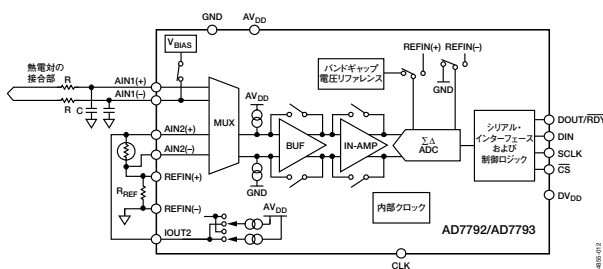 GND AVDD
VBIAS
熱電対の
接合部
R
R
C
AIN1(+)
AIN1(–)
AIN2(+)
AIN2(–)
REFIN(+)
RREF
REFIN(–)
IOUT2
MUX
AVDD
GND
AVDD
BUF
IN-AMP
バンドギャップ
電圧リファレンス
REFIN(+) REFIN(–)
GND
ΣΔ
ADC
シリアル・
インターフェース
および
制御ロジック
内部クロック
DOUT/RDY
DIN
SCLK
CS
DVDD
AD7792/AD7793
CLK
4855-012